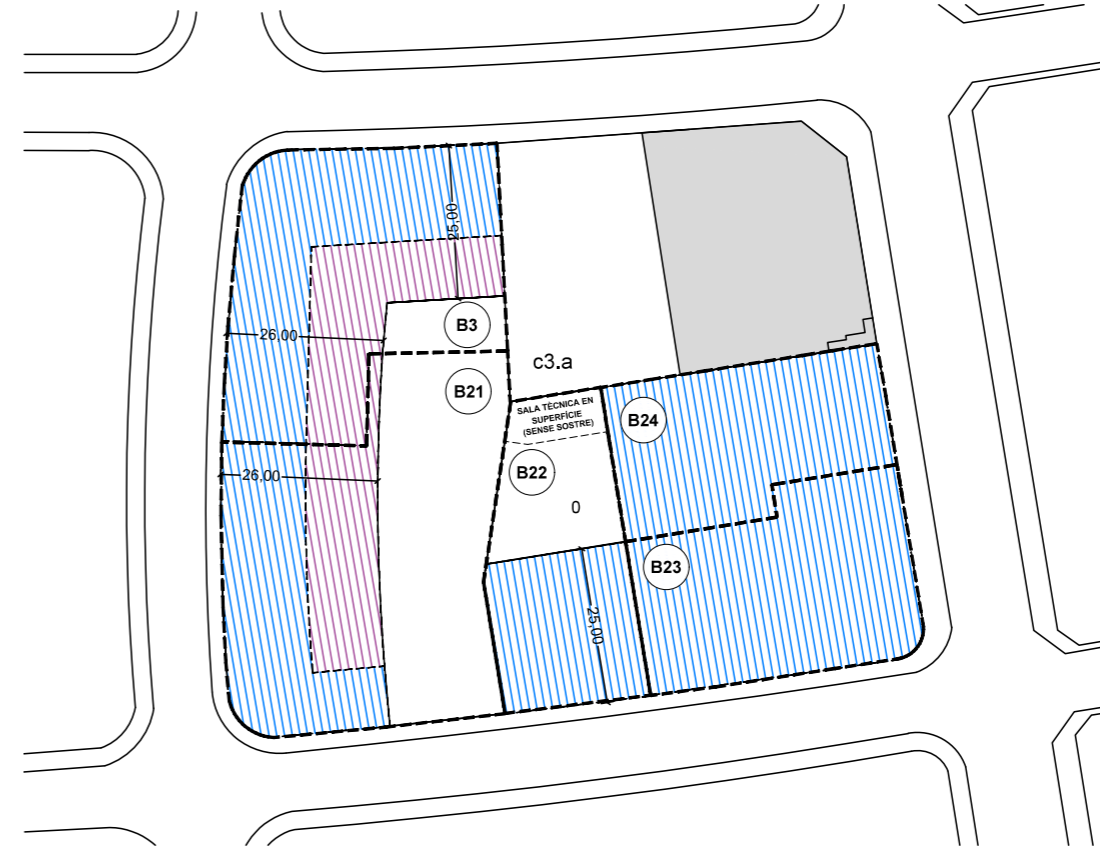 25,00
B3
26,00
c3.a
B21
SALA TÈCNICA EN
SUPERFÍCIE
(SENSE SOSTRE)
B24
B22
26,00
0
B23
25,00